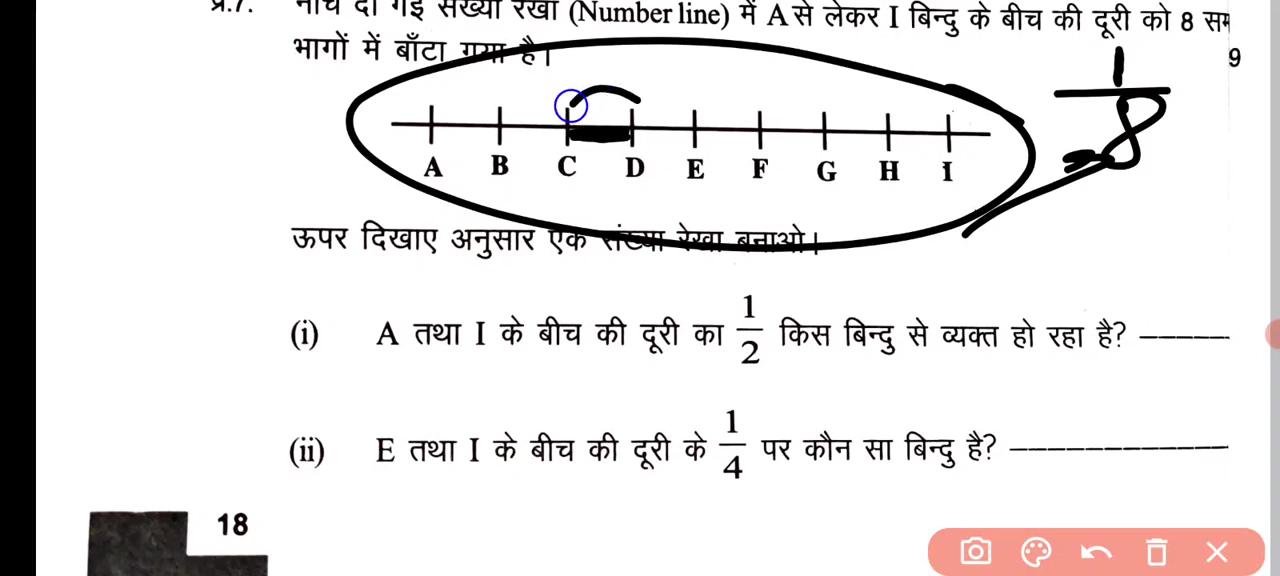 प्र.7. नीचे दी गई संख्या रेखा (Number line) में A से लेकर I बिन्दु के बीच की दूरी को 8 सम
भागों में बाँटा गया है।
9
1/8
A B C D E F G H I
ऊपर दिखाए अनुसार एक संख्या रेखा बनाओ।
(i) A तथा I के बीच की दूरी का 1/2 किस बिन्दु से व्यक्त हो रहा है?
(ii) E तथा I के बीच की दूरी के 1/4 पर कौन सा बिन्दु है?
18